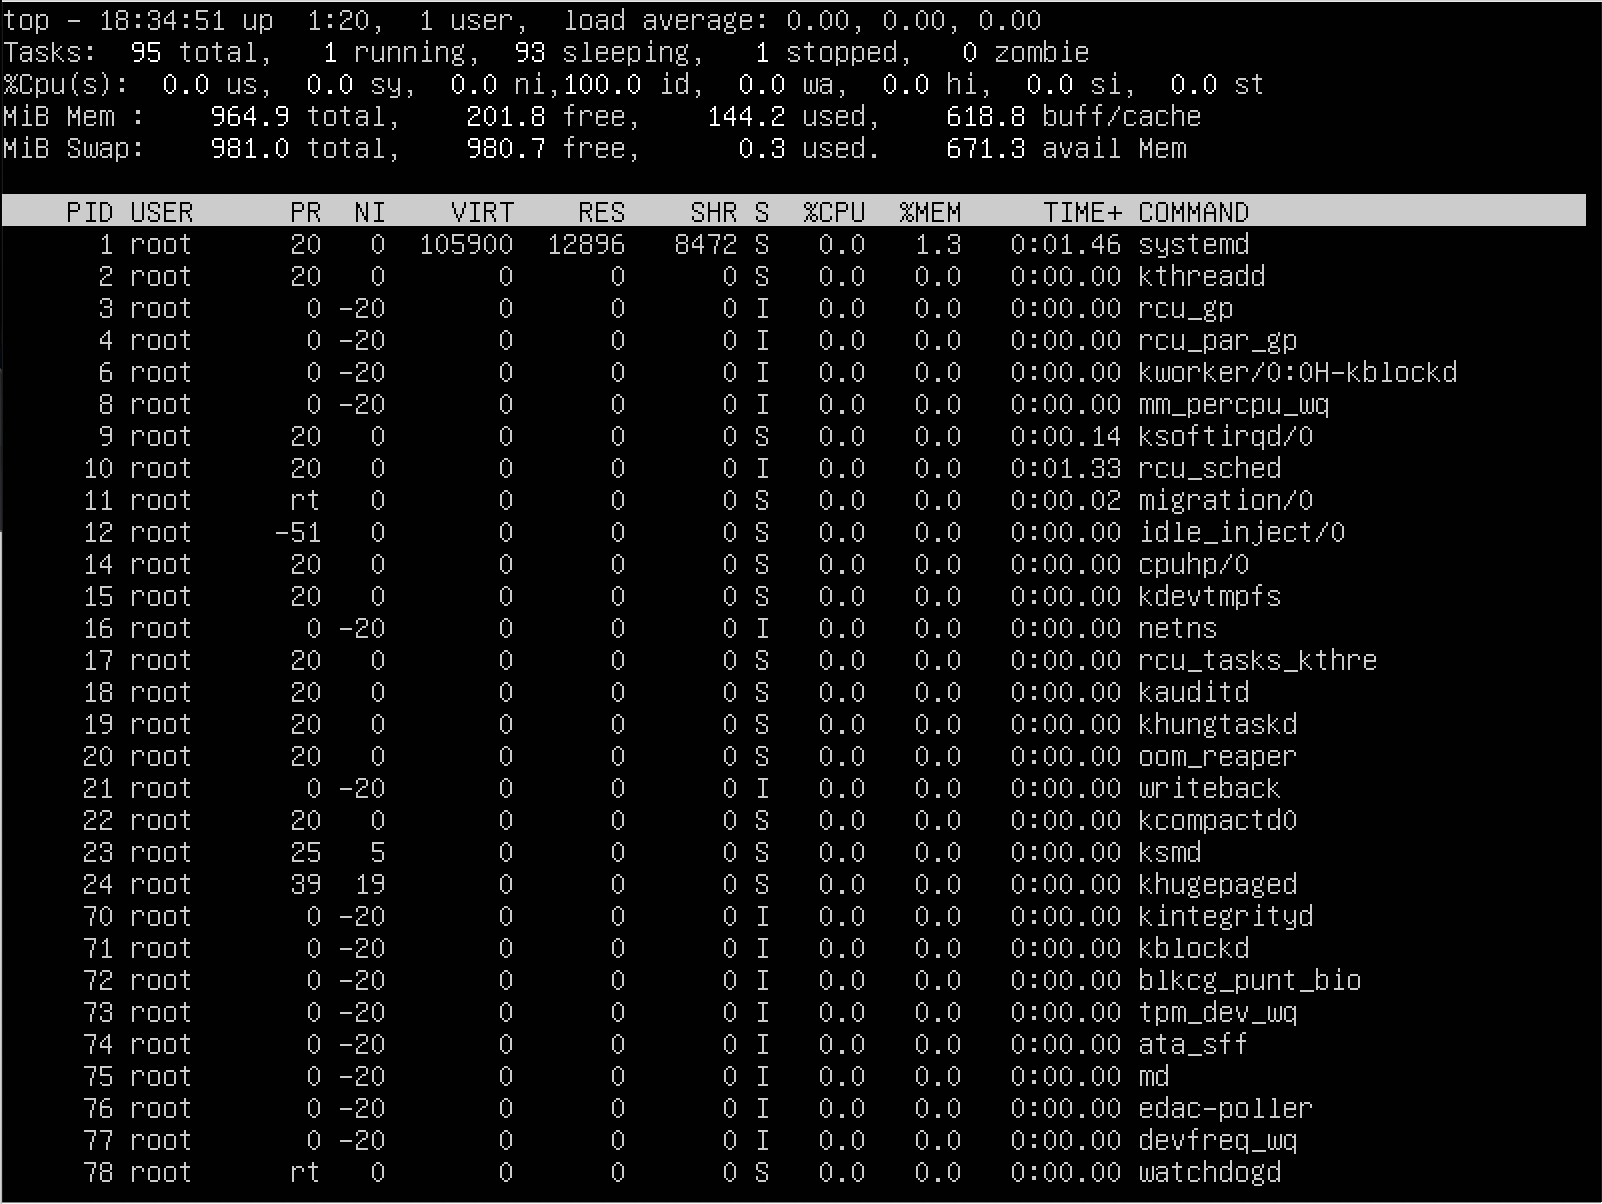 top - 18:34:51 up  1:20,  1 user,  load average: 0.00, 0.00, 0.00
Tasks:  95 total,   1 running,  93 sleeping,   1 stopped,   0 zombie
%Cpu(s):  0.0 us,  0.0 sy,  0.0 ni,100.0 id,  0.0 wa,  0.0 hi,  0.0 si,  0.0 st
MiB Mem :    964.9 total,    201.8 free,    144.2 used,    618.8 buff/cache
MiB Swap:    981.0 total,    980.7 free,      0.3 used.    671.3 avail Mem
PID USER      PR  NI    VIRT    RES    SHR S  %CPU  %MEM     TIME+ COMMAND
1 root      20   0  105900  12896   8472 S   0.0   1.3   0:01.46 systemd
2 root      20   0       0      0      0 S   0.0   0.0   0:00.00 kthreadd
3 root       0 -20       0      0      0 I   0.0   0.0   0:00.00 rcu_gp
4 root       0 -20       0      0      0 I   0.0   0.0   0:00.00 rcu_par_gp
6 root       0 -20       0      0      0 I   0.0   0.0   0:00.00 kworker/0:0H-kblockd
8 root       0 -20       0      0      0 I   0.0   0.0   0:00.00 mm_percpu_wq
9 root      20   0       0      0      0 S   0.0   0.0   0:00.14 ksoftirqd/0
10 root      20   0       0      0      0 I   0.0   0.0   0:01.33 rcu_sched
11 root      rt   0       0      0      0 S   0.0   0.0   0:00.02 migration/0
12 root     -51   0       0      0      0 S   0.0   0.0   0:00.00 idle_inject/0
14 root      20   0       0      0      0 S   0.0   0.0   0:00.00 cpuhp/0
15 root      20   0       0      0      0 S   0.0   0.0   0:00.00 kdevtmpfs
16 root       0 -20       0      0      0 I   0.0   0.0   0:00.00 netns
17 root      20   0       0      0      0 S   0.0   0.0   0:00.00 rcu_tasks_kthre
18 root      20   0       0      0      0 S   0.0   0.0   0:00.00 kauditd
19 root      20   0       0      0      0 S   0.0   0.0   0:00.00 khungtaskd
20 root      20   0       0      0      0 S   0.0   0.0   0:00.00 oom_reaper
21 root       0 -20       0      0      0 I   0.0   0.0   0:00.00 writeback
22 root      20   0       0      0      0 S   0.0   0.0   0:00.00 kcompactd0
23 root      25   5       0      0      0 S   0.0   0.0   0:00.00 ksmd
24 root      39  19       0      0      0 S   0.0   0.0   0:00.00 khugepaged
70 root       0 -20       0      0      0 I   0.0   0.0   0:00.00 kintegrityd
71 root       0 -20       0      0      0 I   0.0   0.0   0:00.00 kblockd
72 root       0 -20       0      0      0 I   0.0   0.0   0:00.00 blkcg_punt_bio
73 root       0 -20       0      0      0 I   0.0   0.0   0:00.00 tpm_dev_wq
74 root       0 -20       0      0      0 I   0.0   0.0   0:00.00 ata_sff
75 root       0 -20       0      0      0 I   0.0   0.0   0:00.00 md
76 root       0 -20       0      0      0 I   0.0   0.0   0:00.00 edac-poller
77 root       0 -20       0      0      0 I   0.0   0.0   0:00.00 devfreq_wq
78 root      rt   0       0      0      0 S   0.0   0.0   0:00.00 watchdogd